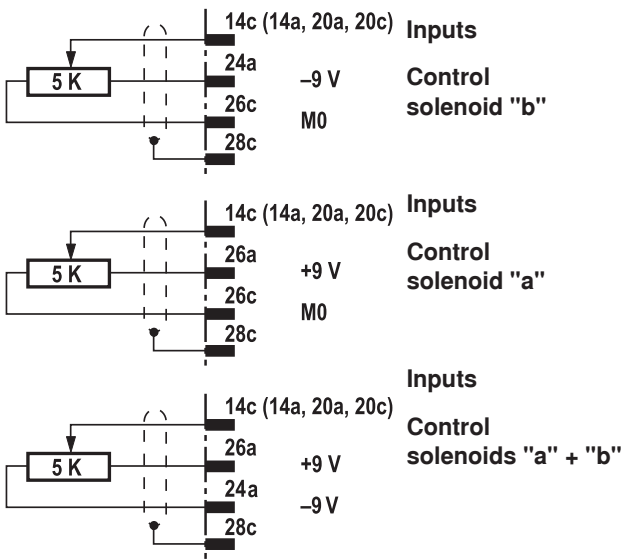 14c (14a, 20a, 20c) Inputs
24a
5 K –9 V Control
solenoid "b"
26c
M0
28c
14c (14a, 20a, 20c) Inputs
26a Control
5 K +9 V solenoid "a"
26c
M0
28c
Inputs
14c (14a, 20a, 20c)
Control
26a solenoids "a" + "b"
5 K +9 V
24a
–9 V
28c